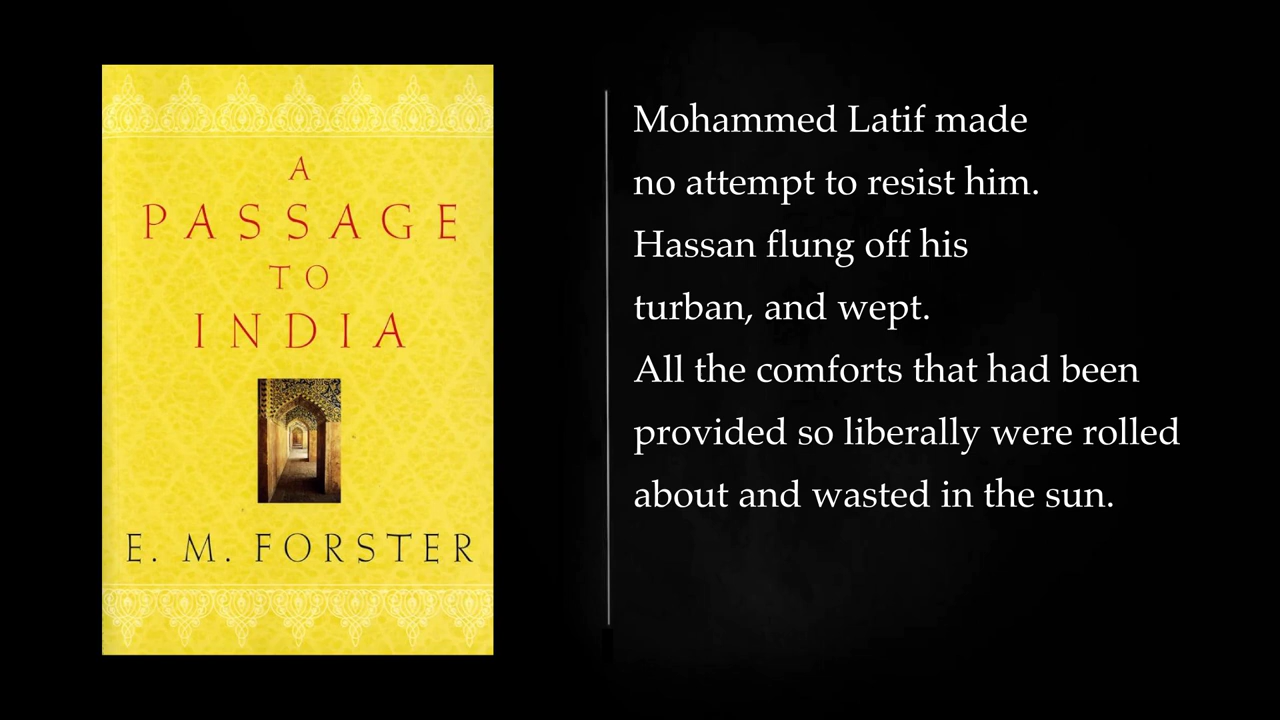 A
PASSAGE
TO
INDIA
E. M. FORSTER
Mohammed Latif made
no attempt to resist him.
Hassan flung off his
turban, and wept.
All the comforts that had been
provided so liberally were rolled
about and wasted in the sun.